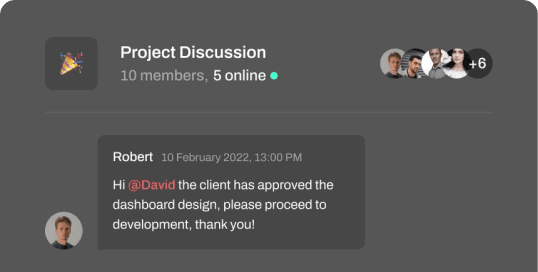 Project Discussion
10 members, 5 online
+6
Robert 10 February 2022, 13:00 PM
Hi @David the client has approved the
dashboard design, please proceed to
development, thank you!